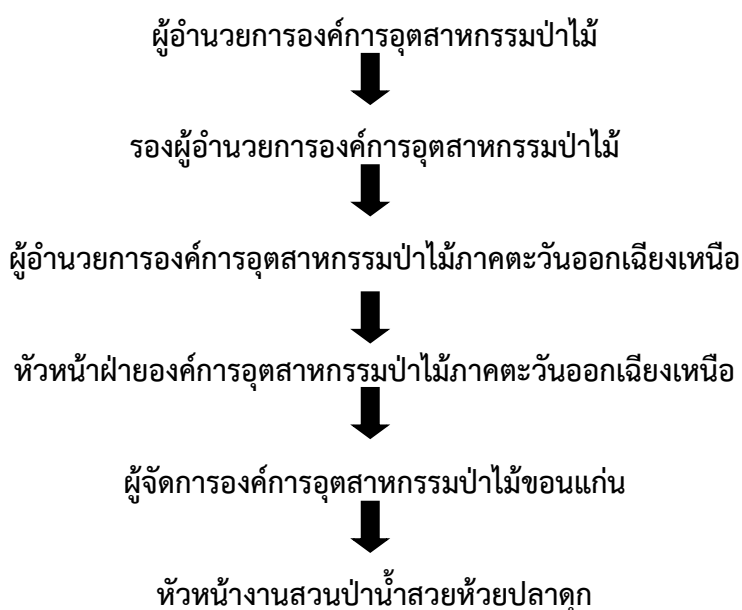 ผู้อำนวยการองค์การอุตสาหกรรมป่าไม้
รองผู้อำนวยการองค์การอุตสาหกรรมป่าไม้
ผู้อำนวยการองค์การอุตสาหกรรมป่าไม้ภาคตะวันออกเฉียงเหนือ
หัวหน้าฝ่ายองค์การอุตสาหกรรมป่าไม้ภาคตะวันออกเฉียงเหนือ
ผู้จัดการองค์การอุตสาหกรรมป่าไม้ขอนแก่น
หัวหน้างานสวนป่าน้ำสวยห้วยปลาดุก